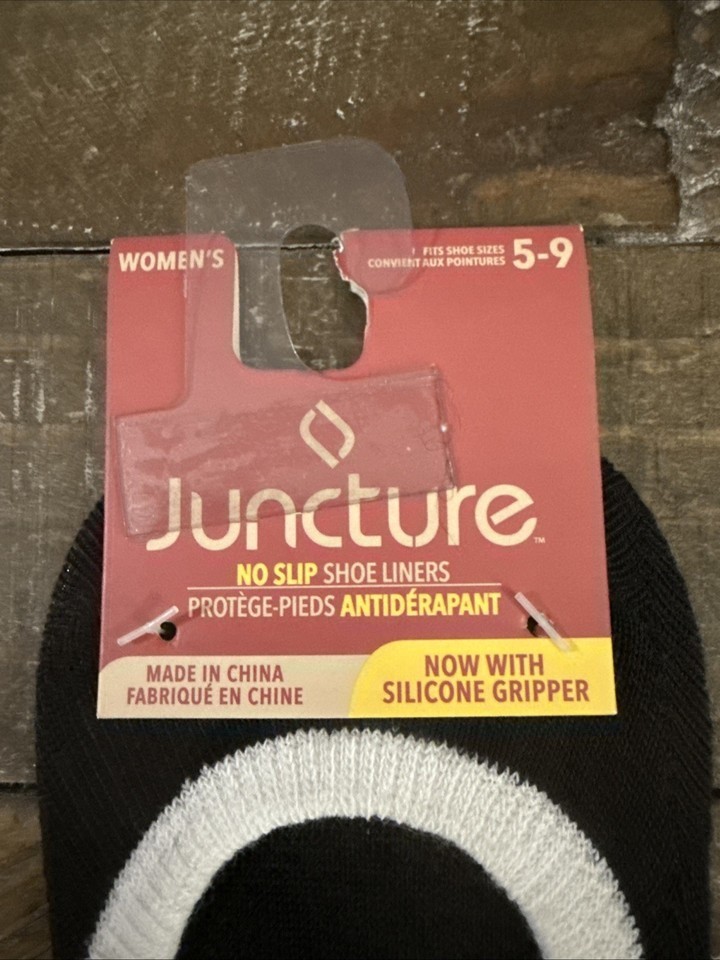 WOMEN'S
FITS SHOE SIZES
CONVIENT AUX POINTURES
5-9
Juncture™
NO SLIP SHOE LINERS
PROTÈGE-PIEDS ANTIDÉRAPANT
MADE IN CHINA
FABRIQUÉ EN CHINE
NOW WITH
SILICONE GRIPPER